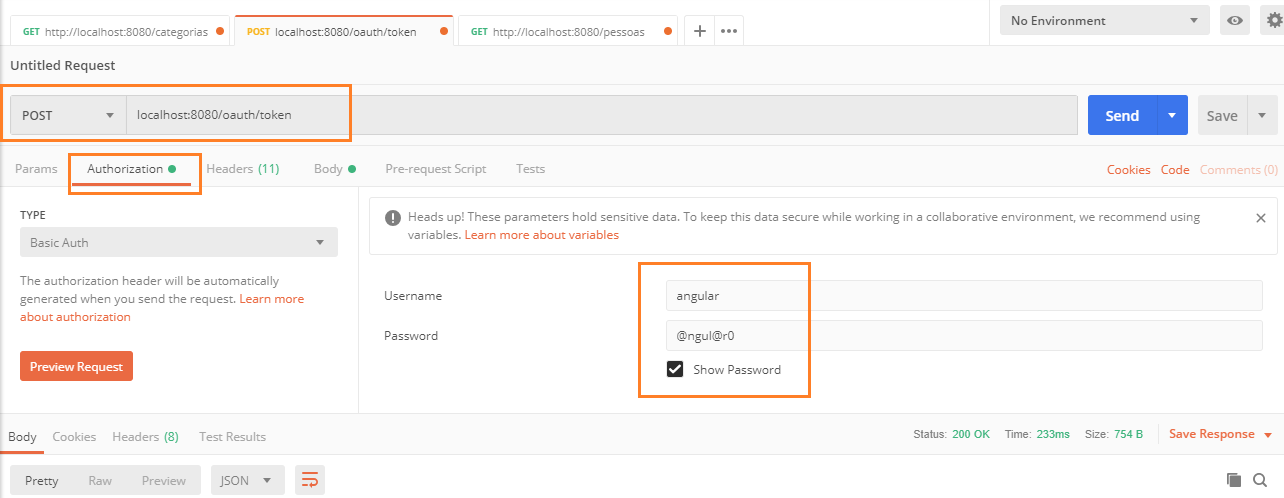 GET http://localhost:8080/categorias
POST localhost:8080/oauth/token
GET http://localhost:8080/pessoas
No Environment
Untitled Request
POST localhost:8080/oauth/token Send Save
Params Authorization Headers (11) Body Pre-request Script Tests Cookies Code Comments (0)
TYPE
Basic Auth
The authorization header will be automatically
generated when you send the request. Learn more
about authorization
Preview Request
Heads up! These parameters hold sensitive data. To keep this data secure while working in a collaborative environment, we recommend using
variables. Learn more about variables
Username angular
Password @ngul@r0
Show Password
Body Cookies Headers (8) Test Results Status: 200 OK Time: 233ms Size: 754 B Save Response
Pretty Raw Preview JSON